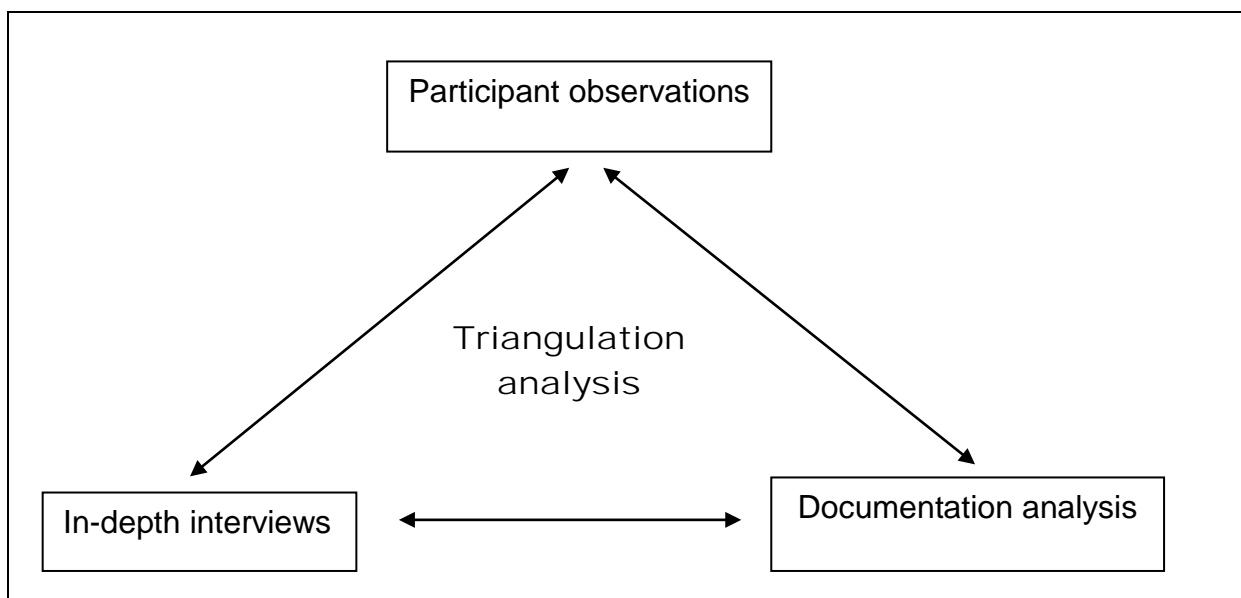 Participant observations
Triangulation
analysis
In-depth interviews
Documentation analysis